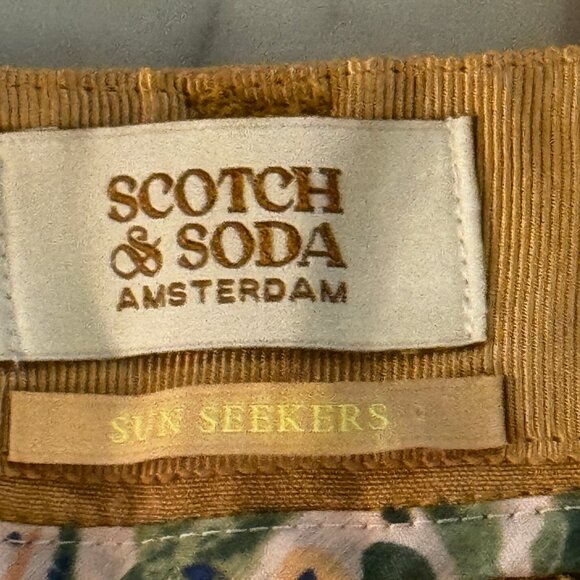 SCOTCH
& SODA
AMSTERDAM
SUN SEEKERS